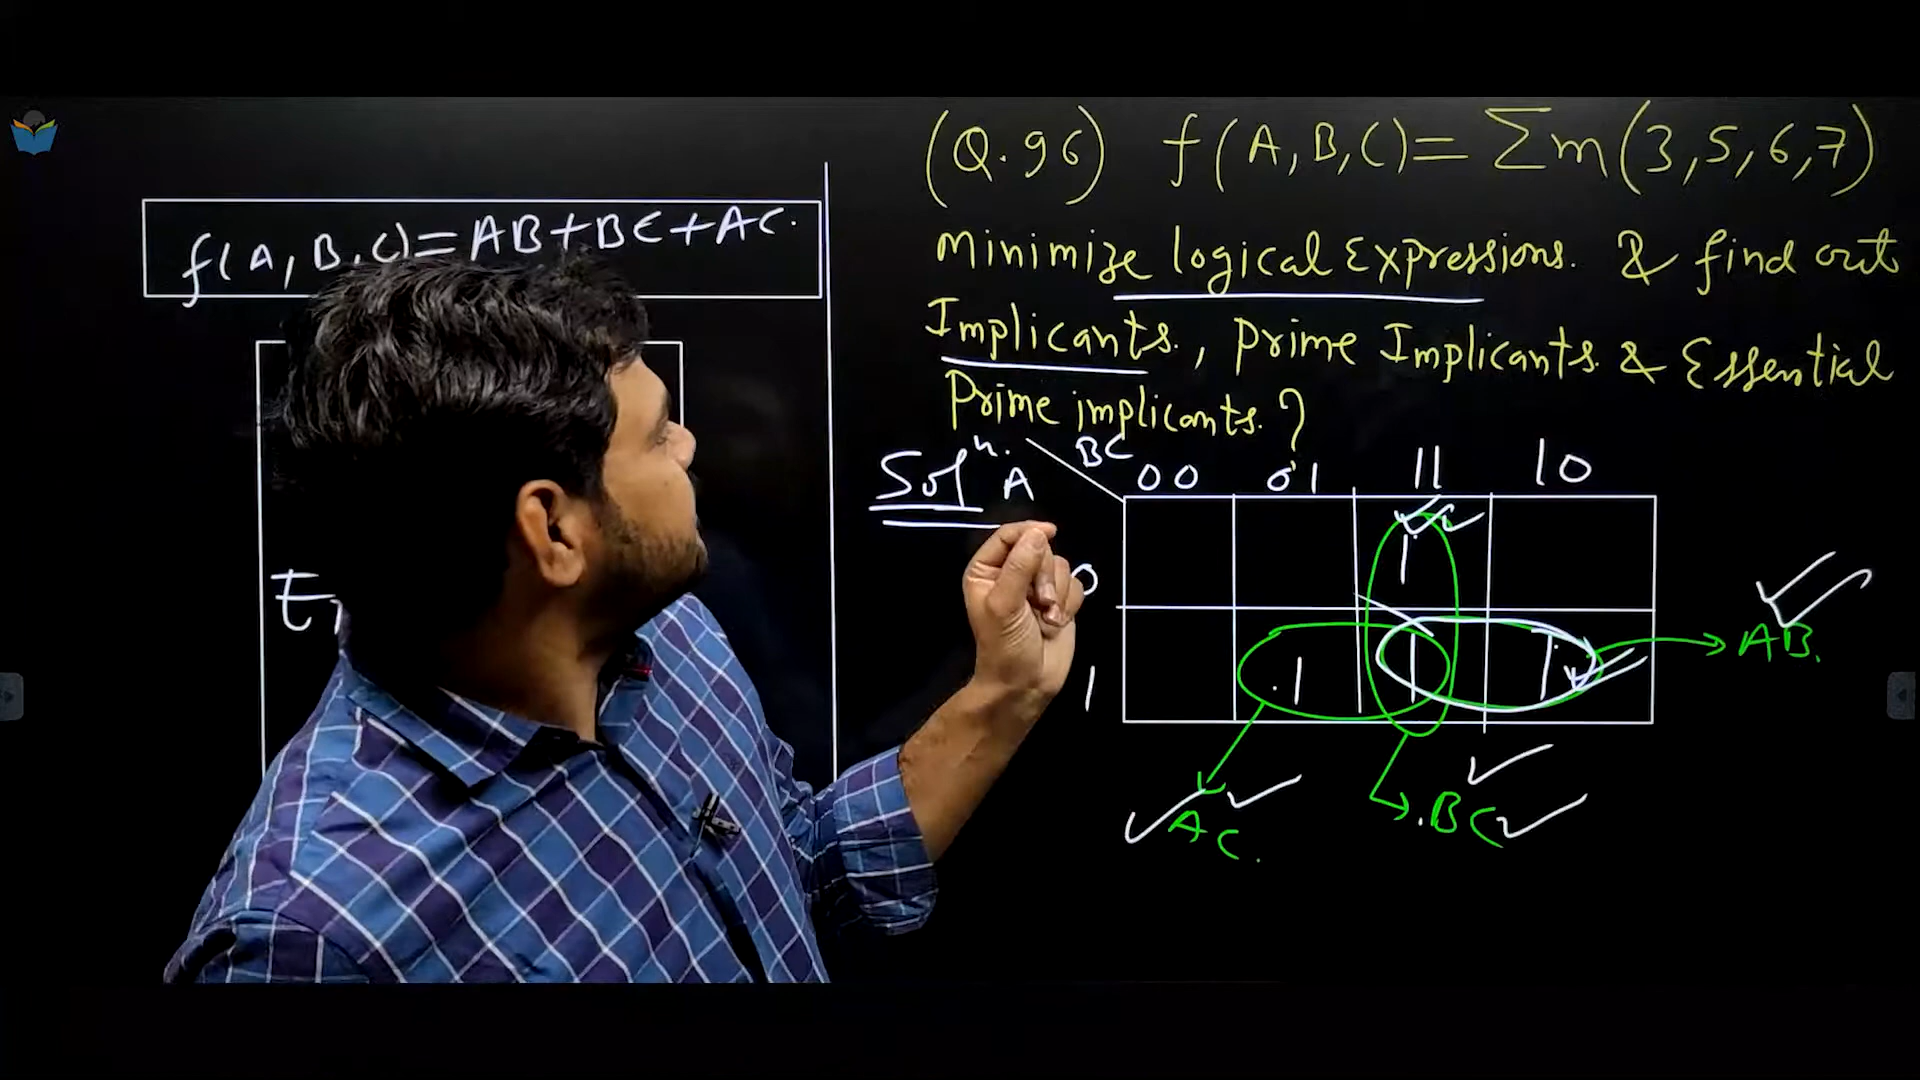 (Q.96) f(A,B,C)=Σm(3,5,6,7)
Minimize logical Expressions. & find out
Implicants, Prime Implicants & Essential
Prime implicants?
f(A,B,C)=AB+BC+AC.
Soln.
A BC 00 01 11 10
0 1
1 1 1 1
AB.
AC.
BC